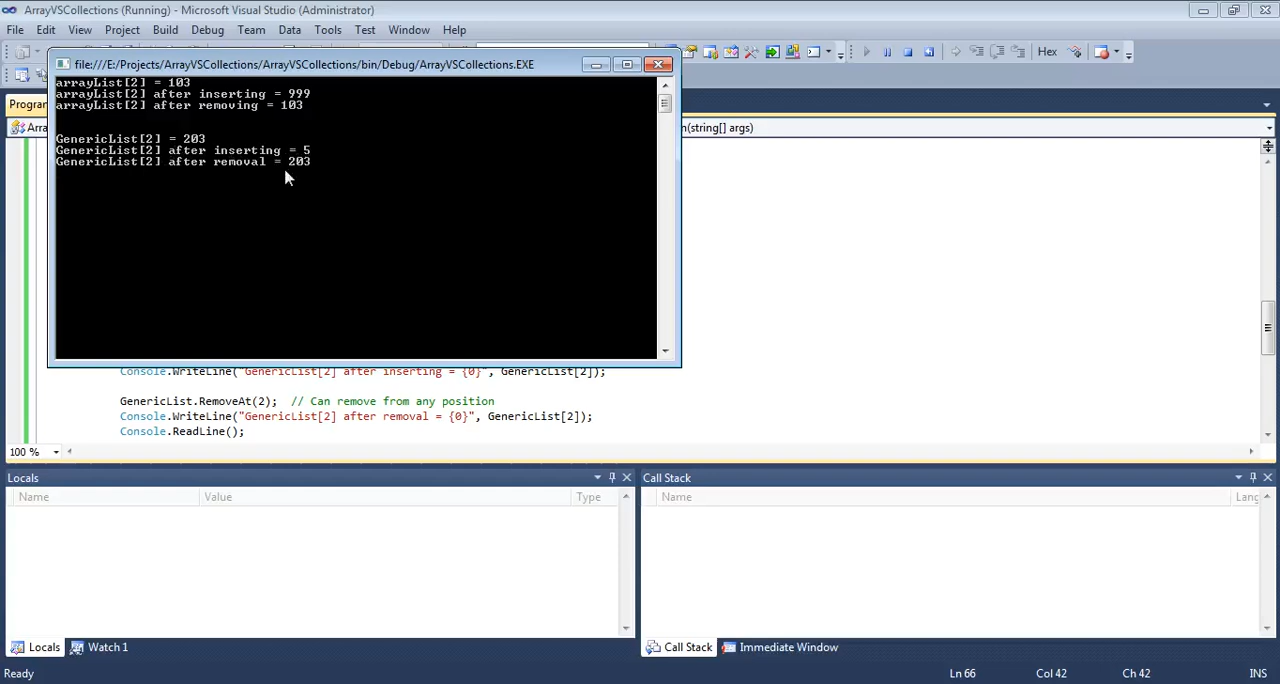 ArrayVSCollections (Running) - Microsoft Visual Studio (Administrator)
File Edit View Project Build Debug Team Data Tools Test Window Help
Hex
file:///E:/Projects/ArrayVSCollections/ArrayVSCollections/bin/Debug/ArrayVSCollections.EXE
arrayList[2] = 103
arrayList[2] after inserting = 999
arrayList[2] after removing = 103
GenericList[2] = 203
GenericList[2] after inserting = 5
GenericList[2] after removal = 203
Program
Arra
n(string[] args)
Console.WriteLine("GenericList[2] after inserting = {0}", GenericList[2]);
GenericList.RemoveAt(2); // Can remove from any position
Console.WriteLine("GenericList[2] after removal = {0}", GenericList[2]);
Console.ReadLine();
100 %
Locals
Name Value Type
Call Stack
Name Lang
Locals Watch 1
Call Stack Immediate Window
Ready Ln 66 Col 42 Ch 42 INS